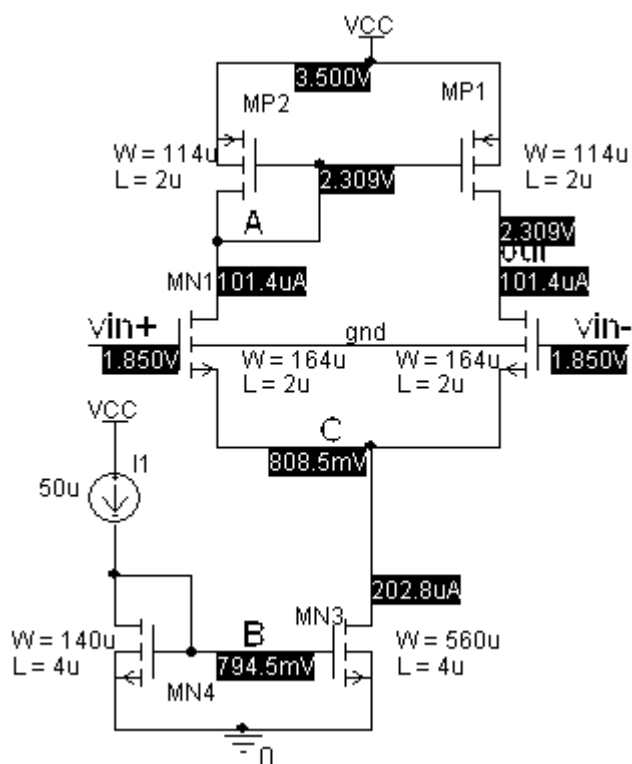 VCC
3.500V
MP2
MP1
W = 114u
L = 2u
W = 114u
L = 2u
2.309V
2.309V
A
out
MN1
101.4uA
101.4uA
vin+
gnd
vin-
1.850V
W = 164u
L = 2u
W = 164u
L = 2u
1.850V
VCC
C
808.5mV
I1
50u
202.8uA
MN3
W = 140u
L = 4u
B
W = 560u
L = 4u
794.5mV
MN4
0